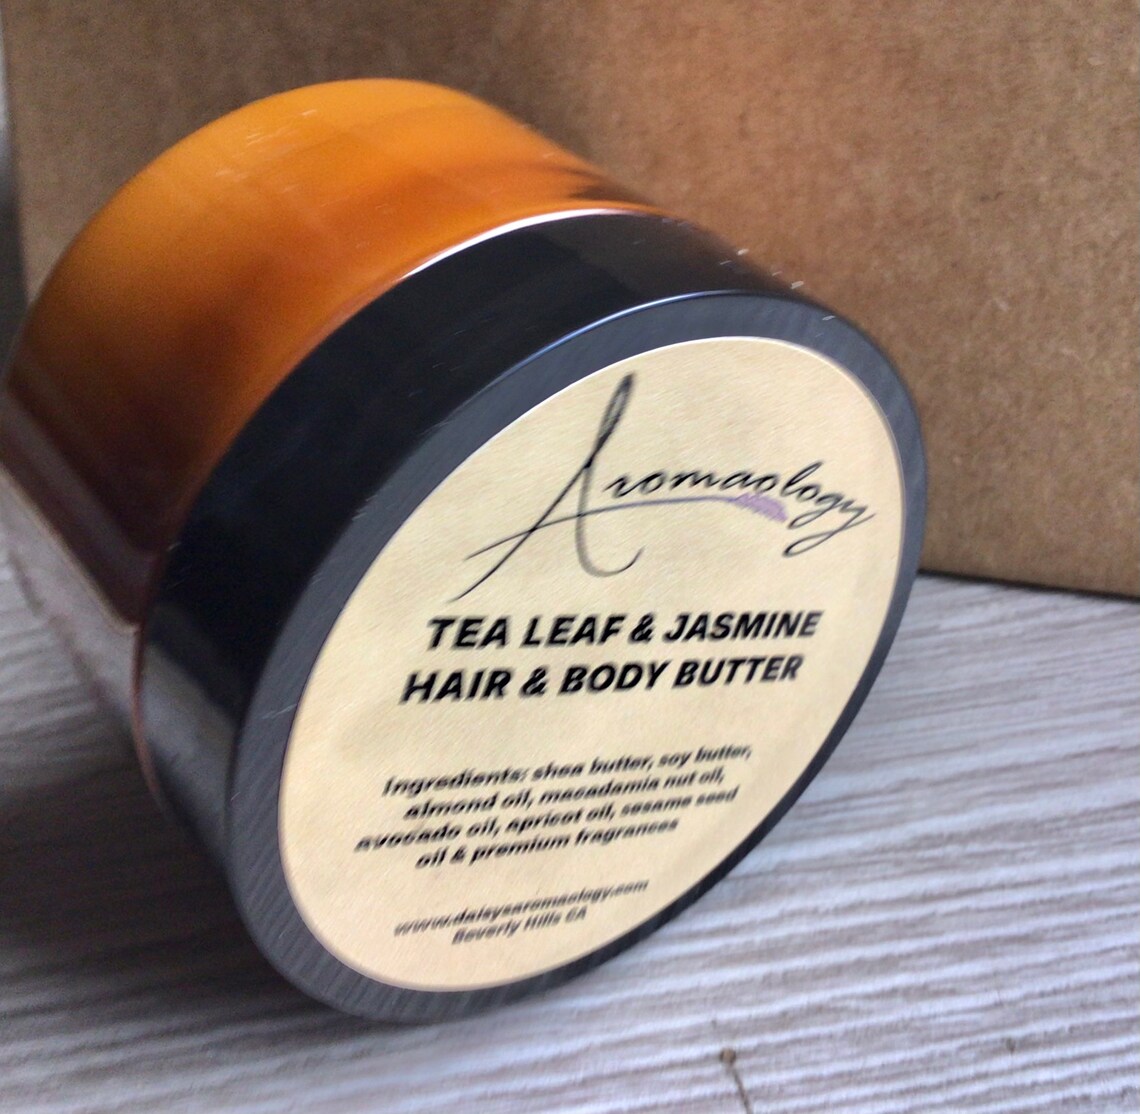 Aromaology
TEA LEAF & JASMINE
HAIR & BODY BUTTER
Ingredients: shea butter, soy butter,
almond oil, macadamia nut oil,
avocado oil, apricot oil, sesame seed
oil & premium fragrances
www.daisysaromaology.com
Beverly Hills CA